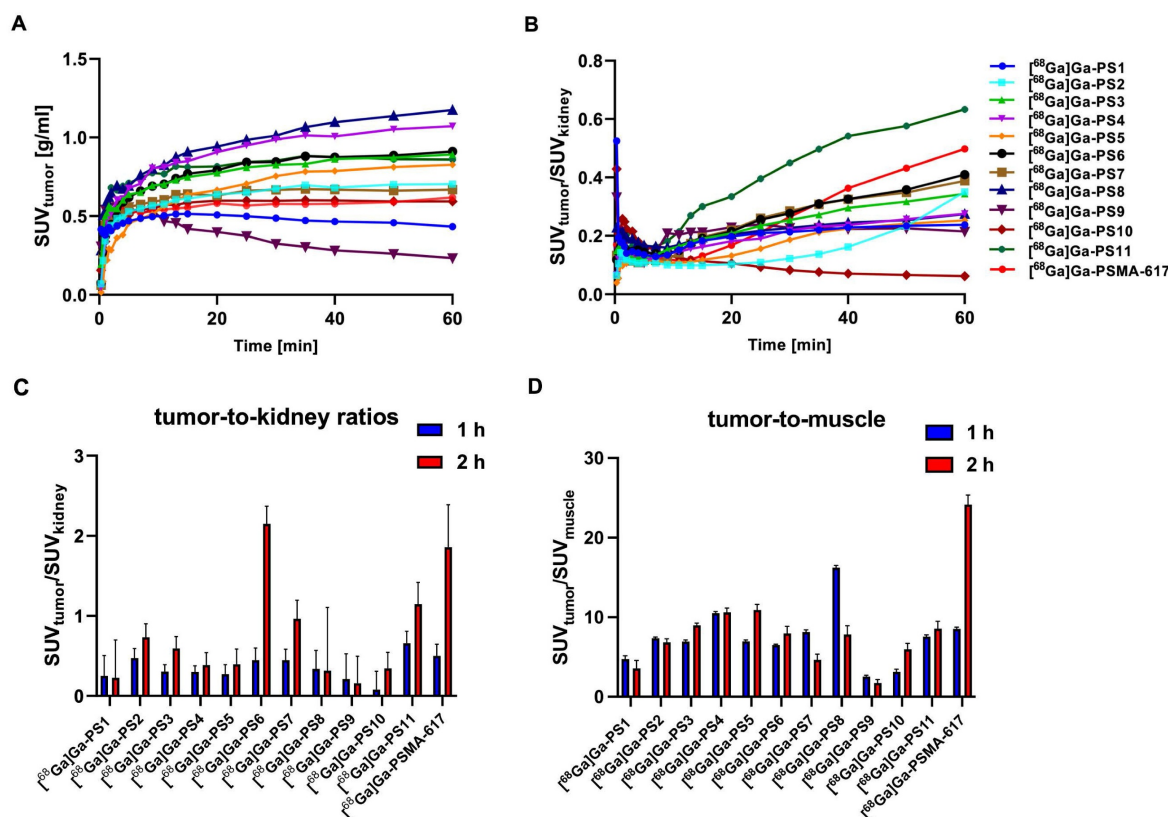 A
SUVtumor [g/ml]
1.5
1.0
0.5
0.0
0
20
40
60
Time [min]
B
SUVtumor/SUVkidney
0.8
0.6
0.4
0.2
0.0
0
20
40
60
Time [min]
[⁶⁸Ga]Ga-PS1
[⁶⁸Ga]Ga-PS2
[⁶⁸Ga]Ga-PS3
[⁶⁸Ga]Ga-PS4
[⁶⁸Ga]Ga-PS5
[⁶⁸Ga]Ga-PS6
[⁶⁸Ga]Ga-PS7
[⁶⁸Ga]Ga-PS8
[⁶⁸Ga]Ga-PS9
[⁶⁸Ga]Ga-PS10
[⁶⁸Ga]Ga-PS11
[⁶⁸Ga]Ga-PSMA-617
C
tumor-to-kidney ratios
1 h
2 h
SUVtumor/SUVkidney
3
2
1
0
[⁶⁸Ga]Ga-PS1
[⁶⁸Ga]Ga-PS2
[⁶⁸Ga]Ga-PS3
[⁶⁸Ga]Ga-PS4
[⁶⁸Ga]Ga-PS5
[⁶⁸Ga]Ga-PS6
[⁶⁸Ga]Ga-PS7
[⁶⁸Ga]Ga-PS8
[⁶⁸Ga]Ga-PS9
[⁶⁸Ga]Ga-PS10
[⁶⁸Ga]Ga-PS11
[⁶⁸Ga]Ga-PSMA-617
D
tumor-to-muscle
1 h
2 h
SUVtumor/SUVmuscle
30
20
10
0
[⁶⁸Ga]Ga-PS1
[⁶⁸Ga]Ga-PS2
[⁶⁸Ga]Ga-PS3
[⁶⁸Ga]Ga-PS4
[⁶⁸Ga]Ga-PS5
[⁶⁸Ga]Ga-PS6
[⁶⁸Ga]Ga-PS7
[⁶⁸Ga]Ga-PS8
[⁶⁸Ga]Ga-PS9
[⁶⁸Ga]Ga-PS10
[⁶⁸Ga]Ga-PS11
[⁶⁸Ga]Ga-PSMA-617